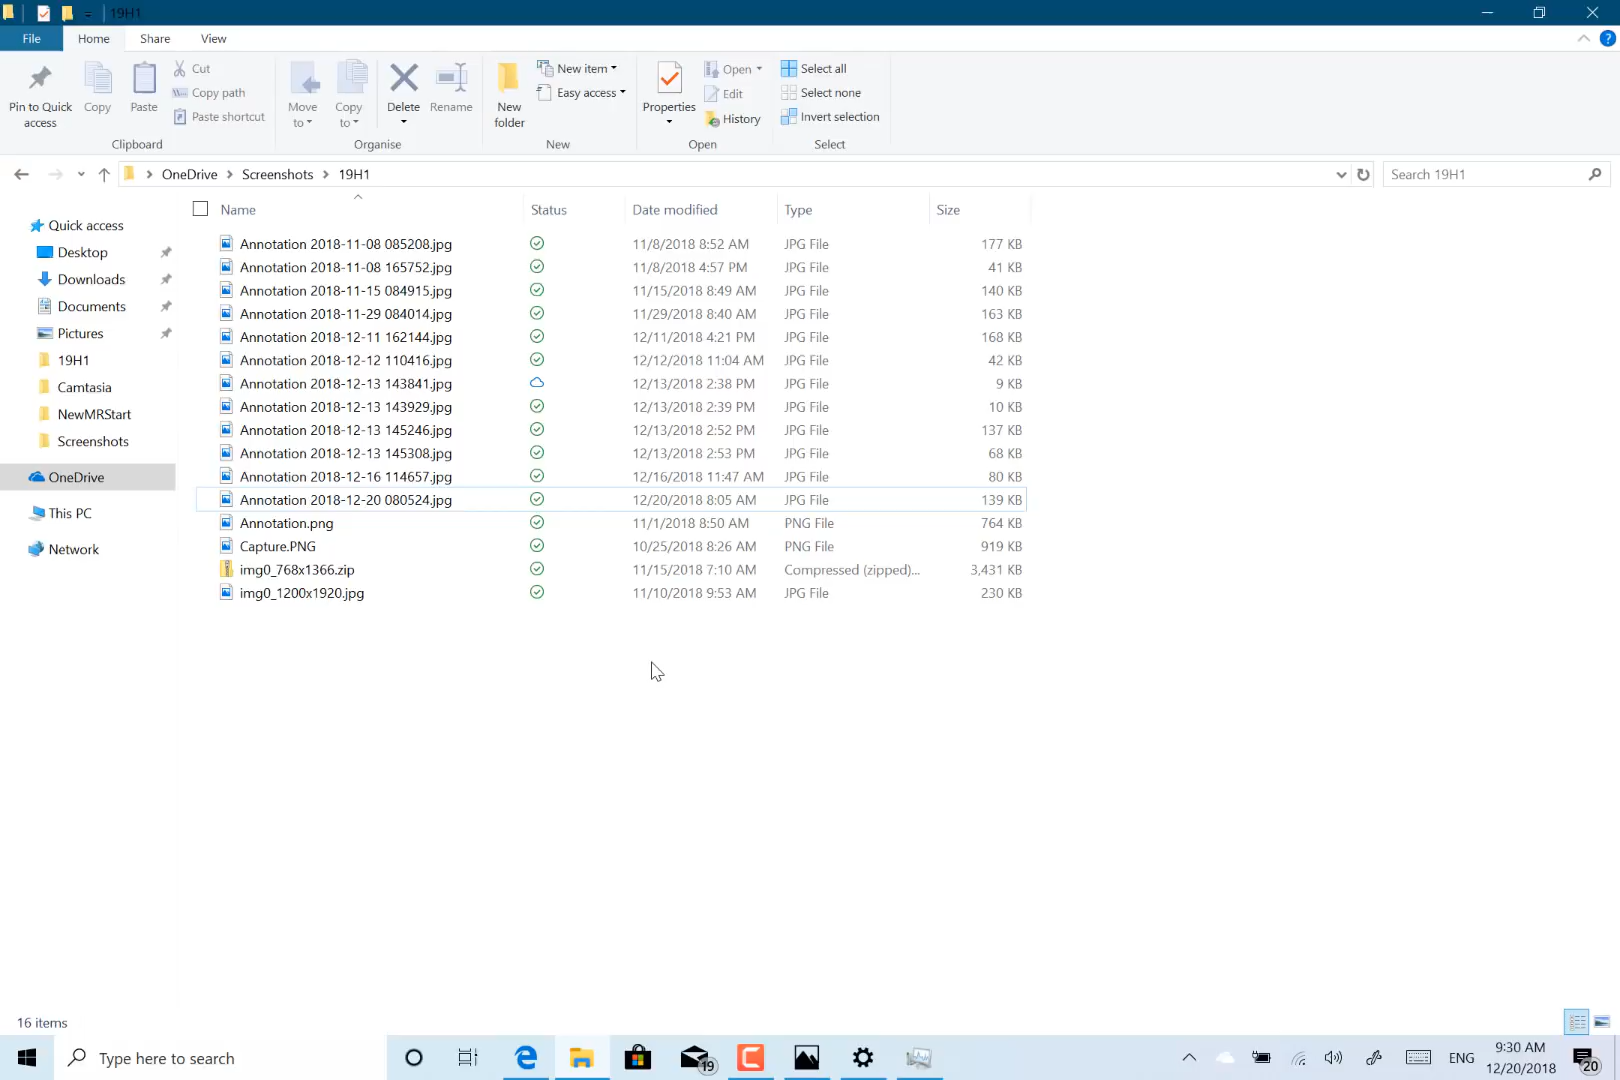 19H1
File Home Share View
Pin to Quick access
Copy
Paste
Cut
Copy path
Paste shortcut
Clipboard
Move to
Copy to
Delete
Rename
Organise
New folder
New item
Easy access
New
Properties
Open
Edit
History
Open
Select all
Select none
Invert selection
Select
OneDrive Screenshots 19H1
Search 19H1
Quick access
Desktop
Downloads
Documents
Pictures
19H1
Camtasia
NewMRStart
Screenshots
OneDrive
This PC
Network
Name Status Date modified Type Size
Annotation 2018-11-08 085208.jpg 11/8/2018 8:52 AM JPG File 177 KB
Annotation 2018-11-08 165752.jpg 11/8/2018 4:57 PM JPG File 41 KB
Annotation 2018-11-15 084915.jpg 11/15/2018 8:49 AM JPG File 140 KB
Annotation 2018-11-29 084014.jpg 11/29/2018 8:40 AM JPG File 163 KB
Annotation 2018-12-11 162144.jpg 12/11/2018 4:21 PM JPG File 168 KB
Annotation 2018-12-12 110416.jpg 12/12/2018 11:04 AM JPG File 42 KB
Annotation 2018-12-13 143841.jpg 12/13/2018 2:38 PM JPG File 9 KB
Annotation 2018-12-13 143929.jpg 12/13/2018 2:39 PM JPG File 10 KB
Annotation 2018-12-13 145246.jpg 12/13/2018 2:52 PM JPG File 137 KB
Annotation 2018-12-13 145308.jpg 12/13/2018 2:53 PM JPG File 68 KB
Annotation 2018-12-16 114657.jpg 12/16/2018 11:47 AM JPG File 80 KB
Annotation 2018-12-20 080524.jpg 12/20/2018 8:05 AM JPG File 139 KB
Annotation.png 11/1/2018 8:50 AM PNG File 764 KB
Capture.PNG 10/25/2018 8:26 AM PNG File 919 KB
img0_768x1366.zip 11/15/2018 7:10 AM Compressed (zipped)... 3,431 KB
img0_1200x1920.jpg 11/10/2018 9:53 AM JPG File 230 KB
16 items
Type here to search
19
ENG
9:30 AM
12/20/2018
20